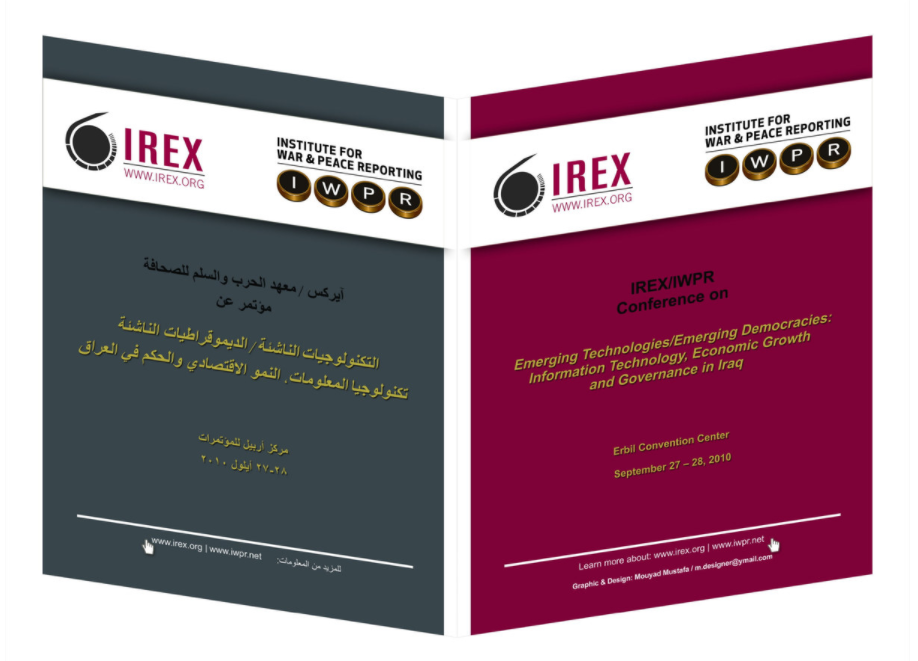 IREX
WWW.IREX.ORG
INSTITUTE FOR
WAR & PEACE REPORTING
I W P R
آيركس / معهد الحرب والسلم للصحافة
مؤتمر عن
التكنولوجيات الناشئة / الديموقراطيات الناشئة
تكنولوجيا المعلومات. النمو الاقتصادي والحكم في العراق
مركز أربيل للمؤتمرات
٢٧-٢٨ أيلول ٢٠١٠
للمزيد من المعلومات: www.irex.org | www.iwpr.net
IREX
WWW.IREX.ORG
INSTITUTE FOR
WAR & PEACE REPORTING
I W P R
IREX/IWPR
Conference on
Emerging Technologies/Emerging Democracies:
Information Technology, Economic Growth
and Governance in Iraq
Erbil Convention Center
September 27 – 28, 2010
Learn more about: www.irex.org | www.iwpr.net
Graphic & Design: Mouyad Mustafa / m.designer@ymail.com